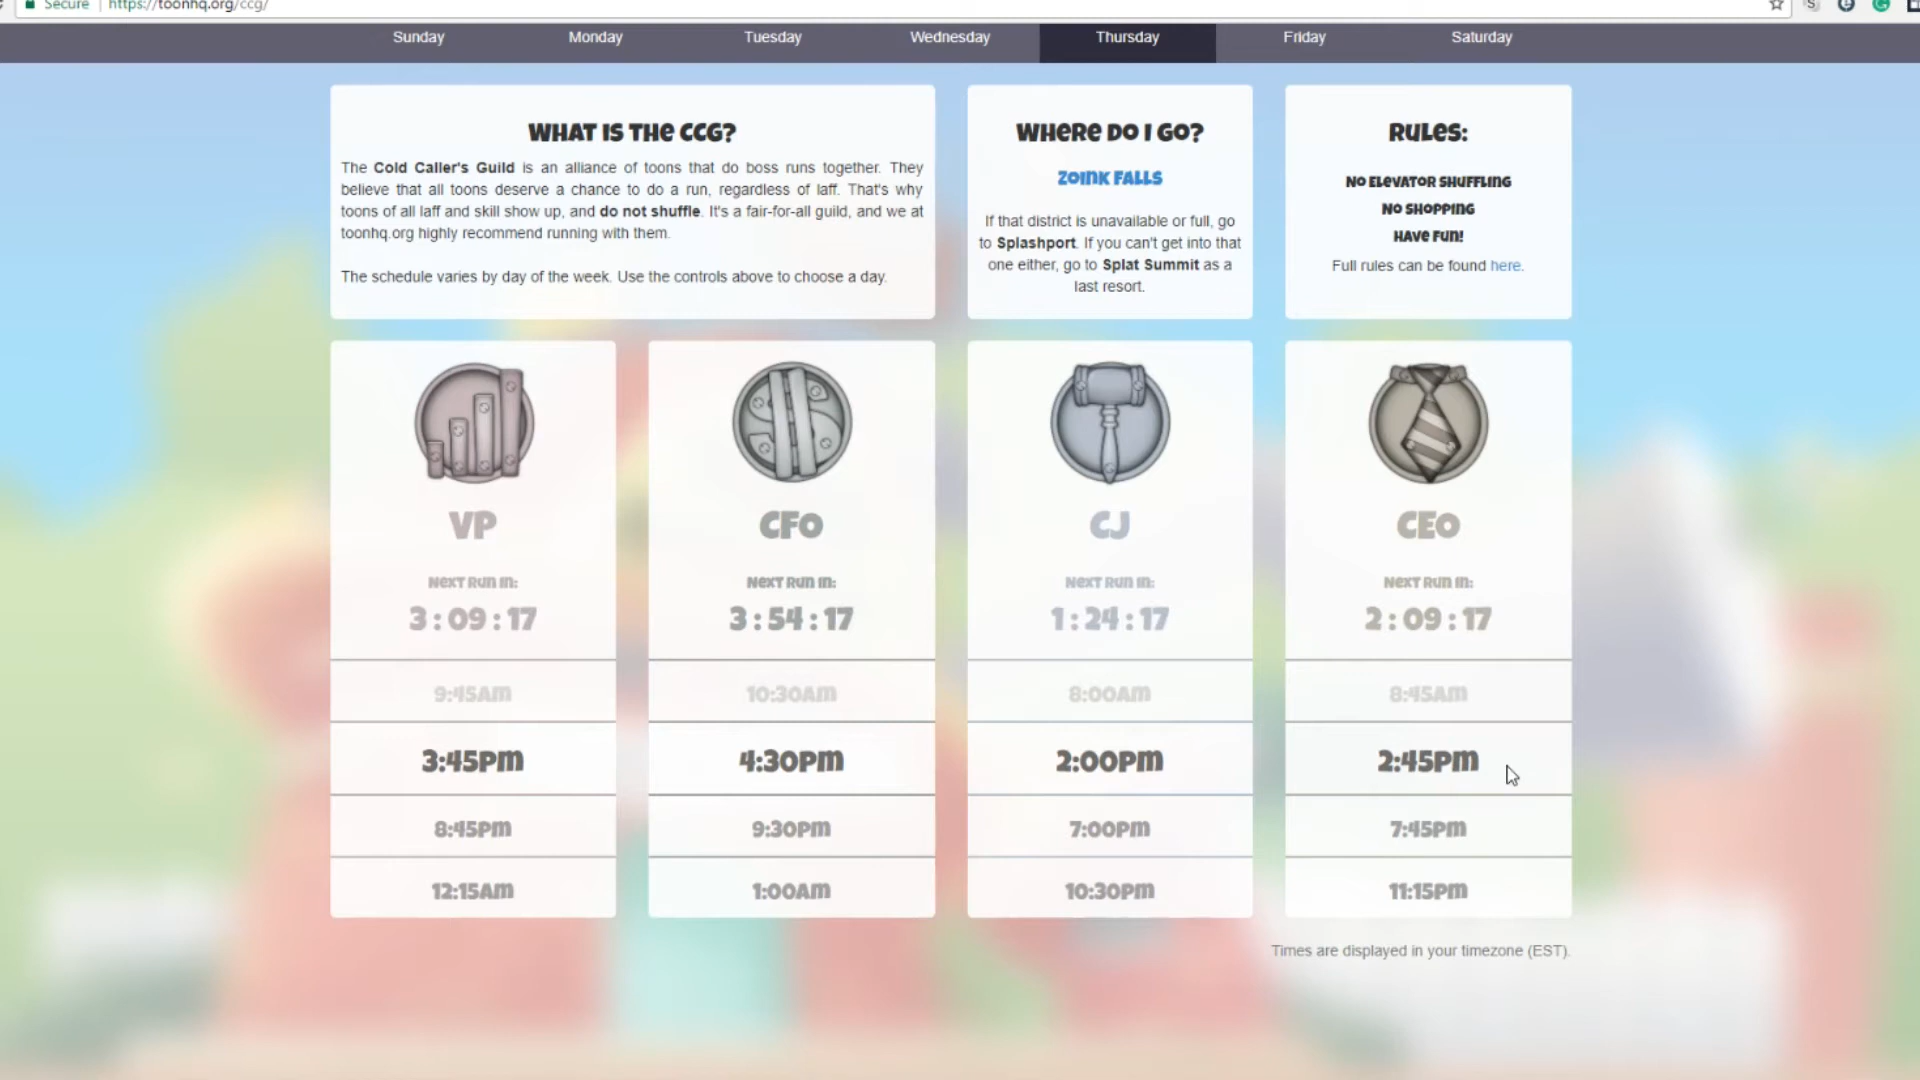 Secure | https://toonhq.org/ccg/
Sunday Monday Tuesday Wednesday Thursday Friday Saturday
WHAT IS THE CCG?
The Cold Caller's Guild is an alliance of toons that do boss runs together. They
believe that all toons deserve a chance to do a run, regardless of laff. That's why
toons of all laff and skill show up, and do not shuffle. It's a fair-for-all guild, and we at
toonhq.org highly recommend running with them.
The schedule varies by day of the week. Use the controls above to choose a day.
WHERE DO I GO?
ZOINK FALLS
If that district is unavailable or full, go
to Splashport. If you can't get into that
one either, go to Splat Summit as a
last resort.
RULES:
NO ELEVATOR SHUFFLING
NO SHOPPING
HAVE FUN!
Full rules can be found here.
VP
NEXT RUN IN:
3 : 09 : 17
9:45AM
3:45PM
8:45PM
12:15AM
CFO
NEXT RUN IN:
3 : 54 : 17
10:30AM
4:30PM
9:30PM
1:00AM
CJ
NEXT RUN IN:
1 : 24 : 17
8:00AM
2:00PM
7:00PM
10:30PM
CEO
NEXT RUN IN:
2 : 09 : 17
8:45AM
2:45PM
7:45PM
11:15PM
Times are displayed in your timezone (EST).